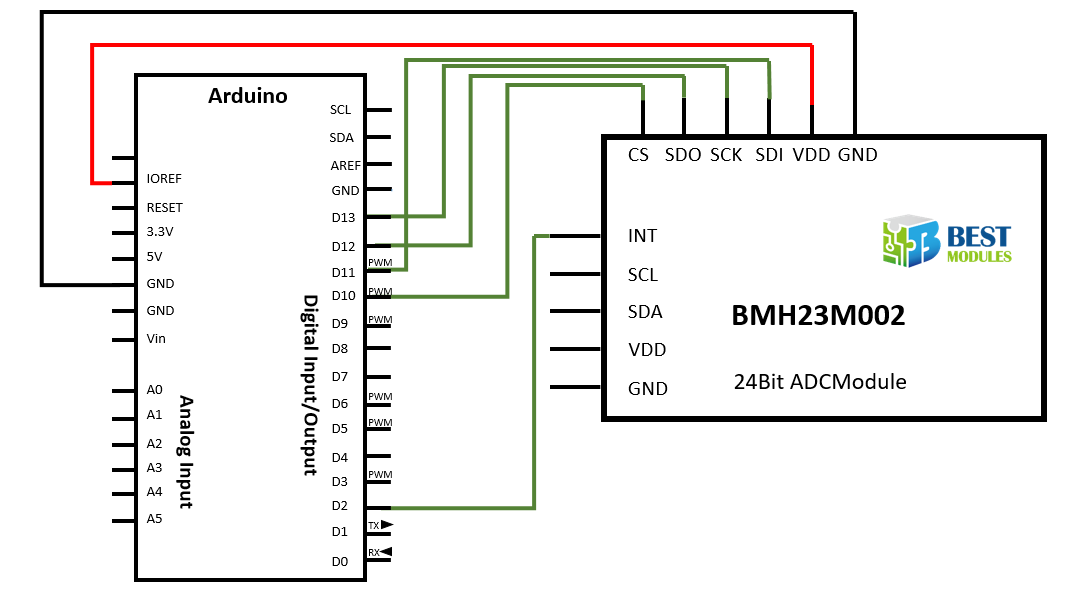 Arduino
IOREF
RESET
3.3V
5V
GND
GND
Vin
A0
A1
A2
A3
A4
A5
Analog Input
SCL
SDA
AREF
GND
D13
D12
PWM
D11
PWM
D10
PWM
D9
D8
D7
PWM
D6
PWM
D5
D4
PWM
D3
D2
TX
D1
RX
D0
Digital Input/Output
CS SDO SCK SDI VDD GND
INT
SCL
SDA
VDD
GND
BEST
MODULES
BMH23M002
24Bit ADCModule